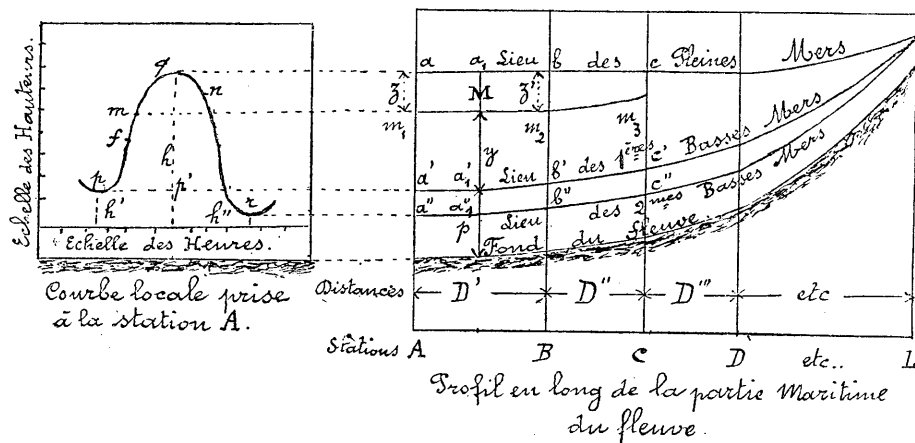 Echelle des Hauteurs.
q
n
m
f
h
p
p'
h'
h"
r
Echelle des Heures.
Courbe locale prise
à la station A.
a a₁ Lieu b des c Pleines Mers
z M z'
m₁ m₂ m₃
y
a' a'₁ Lieu b' des 1ères c' Basses Mers
a" a"₁ Lieu b" des 2mes c" Basses Mers
p
Fond du fleuve
Distances D' D" D"' etc
Stations A B C D etc.. L
Profil en long de la partie Maritime
du fleuve.